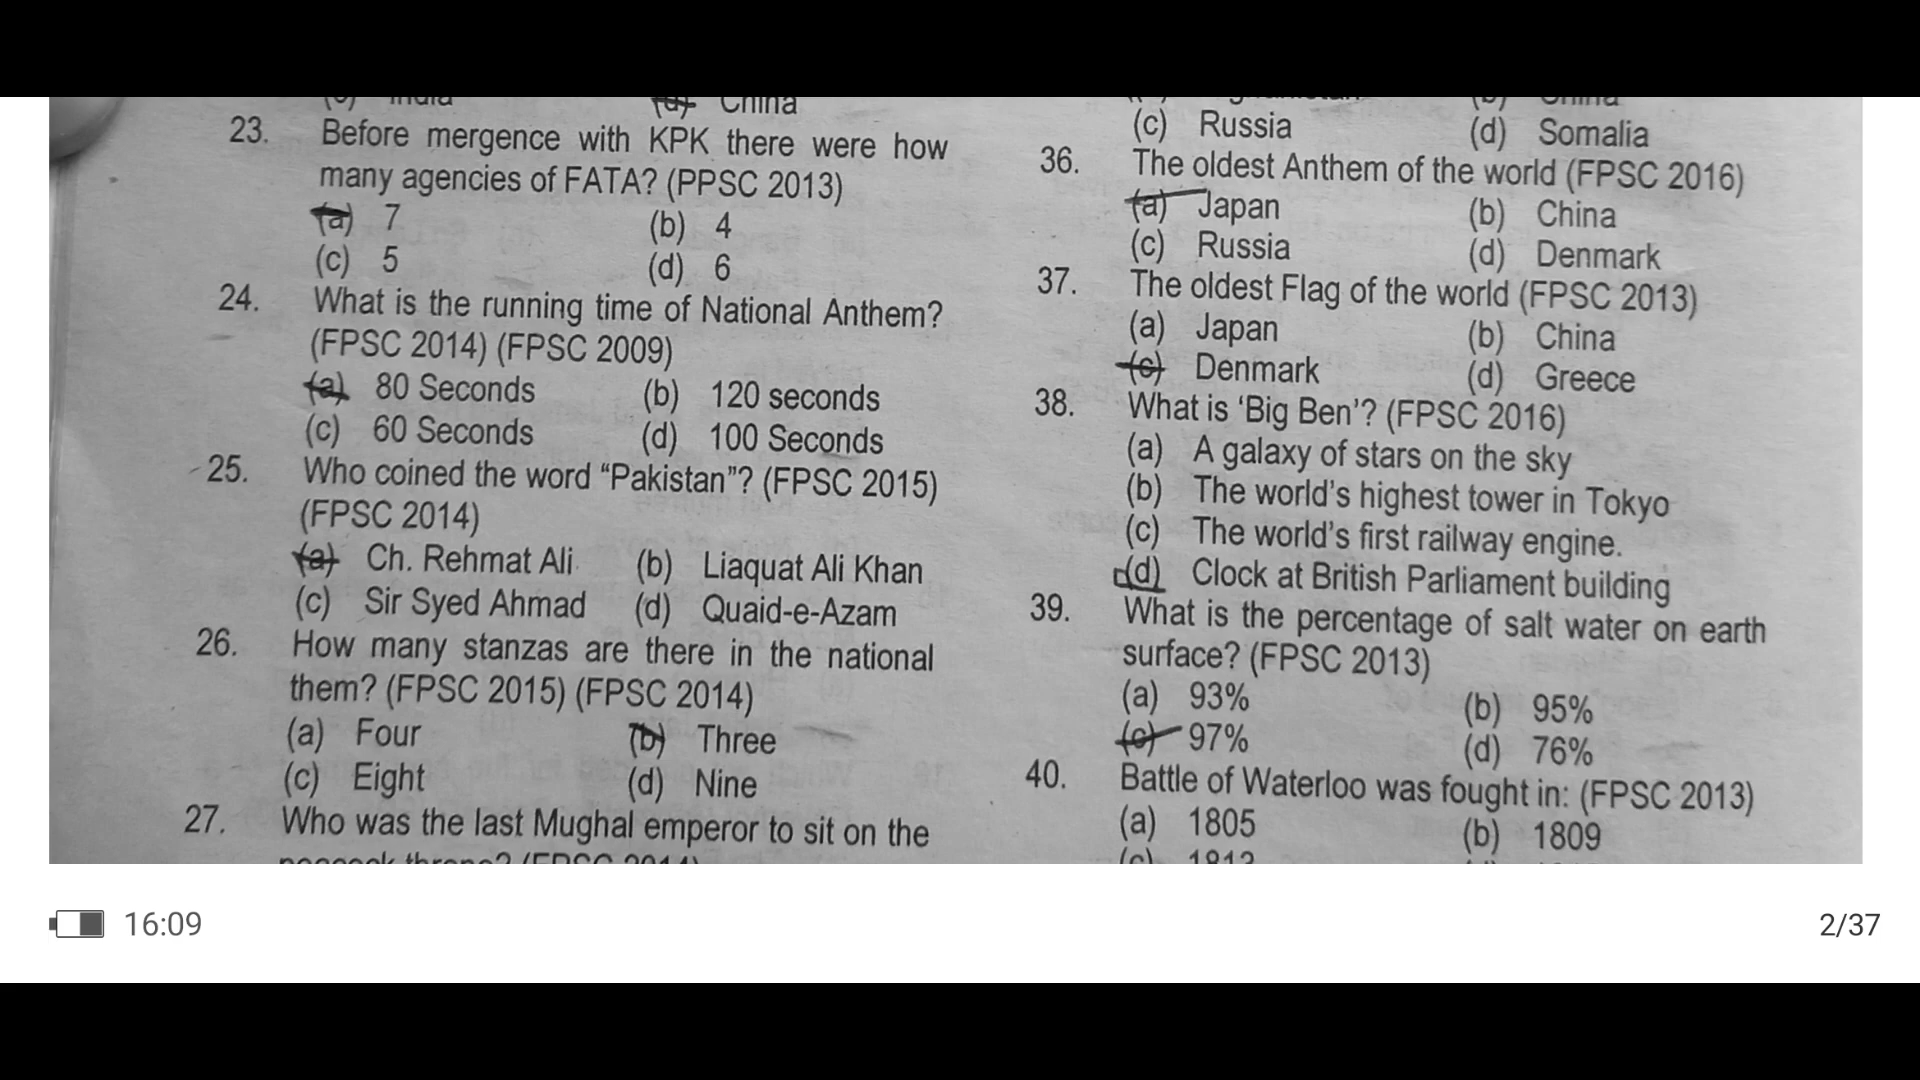 (c) India (d) China
23. Before mergence with KPK there were how
many agencies of FATA? (PPSC 2013)
(a) 7 (b) 4
(c) 5 (d) 6
24. What is the running time of National Anthem?
(FPSC 2014) (FPSC 2009)
(a) 80 Seconds (b) 120 seconds
(c) 60 Seconds (d) 100 Seconds
25. Who coined the word “Pakistan”? (FPSC 2015)
(FPSC 2014)
(a) Ch. Rehmat Ali (b) Liaquat Ali Khan
(c) Sir Syed Ahmad (d) Quaid-e-Azam
26. How many stanzas are there in the national
them? (FPSC 2015) (FPSC 2014)
(a) Four (b) Three
(c) Eight (d) Nine
27. Who was the last Mughal emperor to sit on the
peacock throne? (FPSC 2014)
(b) China
(c) Russia (d) Somalia
36. The oldest Anthem of the world (FPSC 2016)
(a) Japan (b) China
(c) Russia (d) Denmark
37. The oldest Flag of the world (FPSC 2013)
(a) Japan (b) China
(c) Denmark (d) Greece
38. What is ‘Big Ben’? (FPSC 2016)
(a) A galaxy of stars on the sky
(b) The world’s highest tower in Tokyo
(c) The world’s first railway engine.
(d) Clock at British Parliament building
39. What is the percentage of salt water on earth
surface? (FPSC 2013)
(a) 93% (b) 95%
(c) 97% (d) 76%
40. Battle of Waterloo was fought in: (FPSC 2013)
(a) 1805 (b) 1809
(c)
16:09 2/37